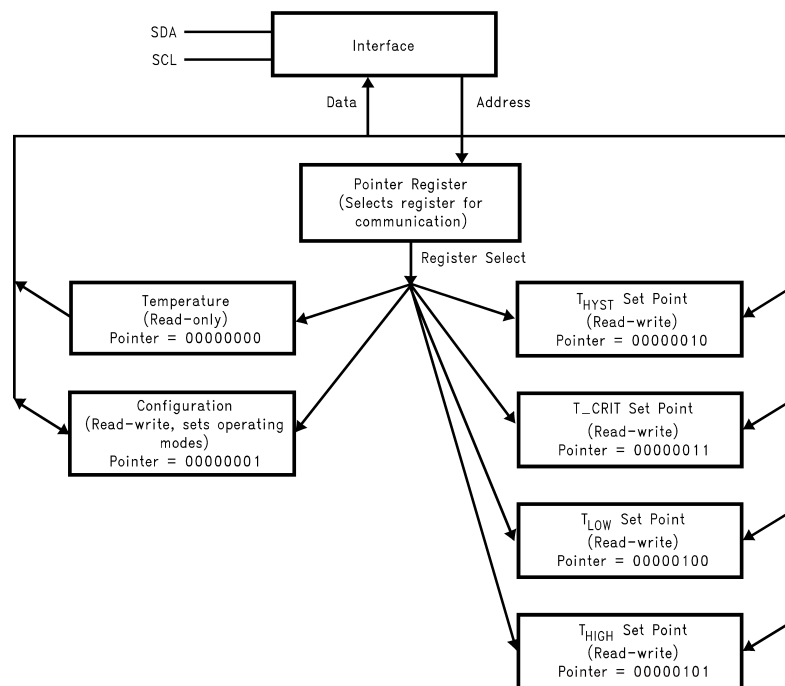 SDA
SCL
Interface
Data
Address
Pointer Register
(Selects register for
communication)
Register Select
Temperature
(Read-only)
Pointer = 00000000
THYST Set Point
(Read-write)
Pointer = 00000010
Configuration
(Read-write, sets operating
modes)
Pointer = 00000001
T_CRIT Set Point
(Read-write)
Pointer = 00000011
TLOW Set Point
(Read-write)
Pointer = 00000100
THIGH Set Point
(Read-write)
Pointer = 00000101